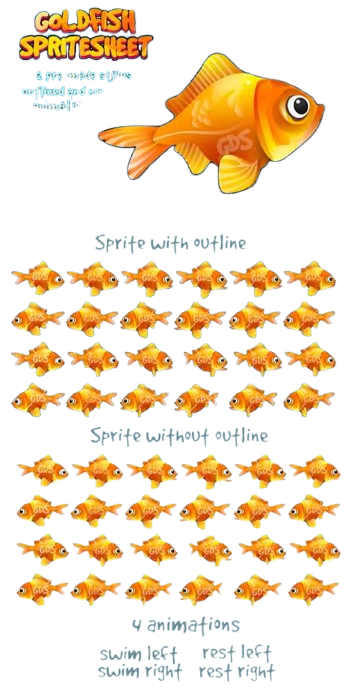 GOLDFISH
SPRITESHEET
2 pre-made styles
outlined and non
GDS
Sprite with outline
Sprite without outline
4 animations
swim left rest left
swim right rest right